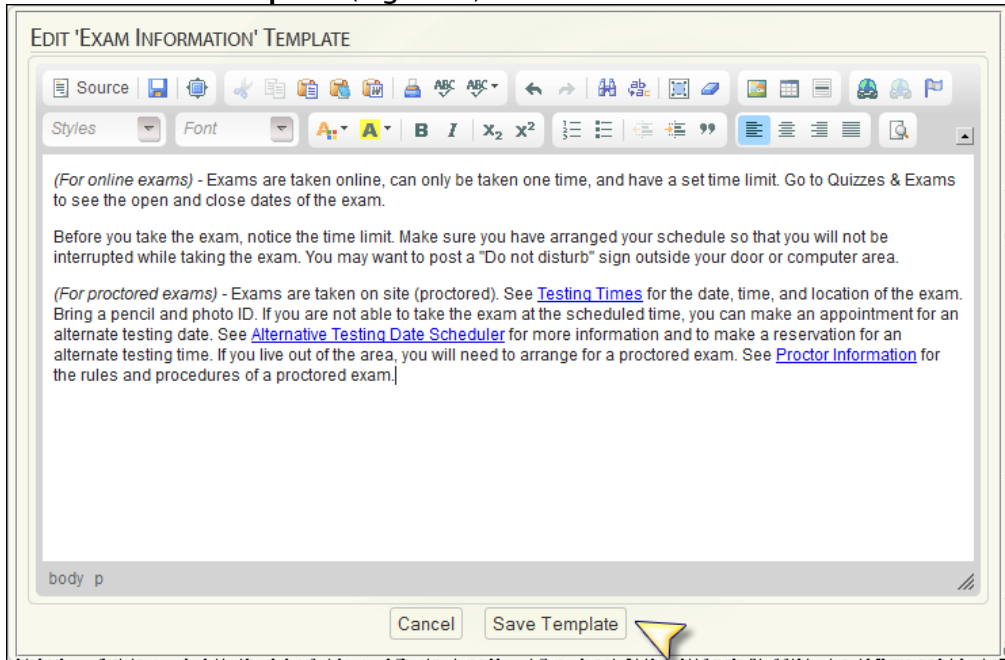 EDIT 'EXAM INFORMATION' TEMPLATE
Source ABC ABC
Styles Font A A B I X₂ X²
(For online exams) - Exams are taken online, can only be taken one time, and have a set time limit. Go to Quizzes & Exams
to see the open and close dates of the exam.
Before you take the exam, notice the time limit. Make sure you have arranged your schedule so that you will not be
interrupted while taking the exam. You may want to post a "Do not disturb" sign outside your door or computer area.
(For proctored exams) - Exams are taken on site (proctored). See Testing Times for the date, time, and location of the exam.
Bring a pencil and photo ID. If you are not able to take the exam at the scheduled time, you can make an appointment for an
alternate testing date. See Alternative Testing Date Scheduler for more information and to make a reservation for an
alternate testing time. If you live out of the area, you will need to arrange for a proctored exam. See Proctor Information for
the rules and procedures of a proctored exam.
body p
Cancel Save Template